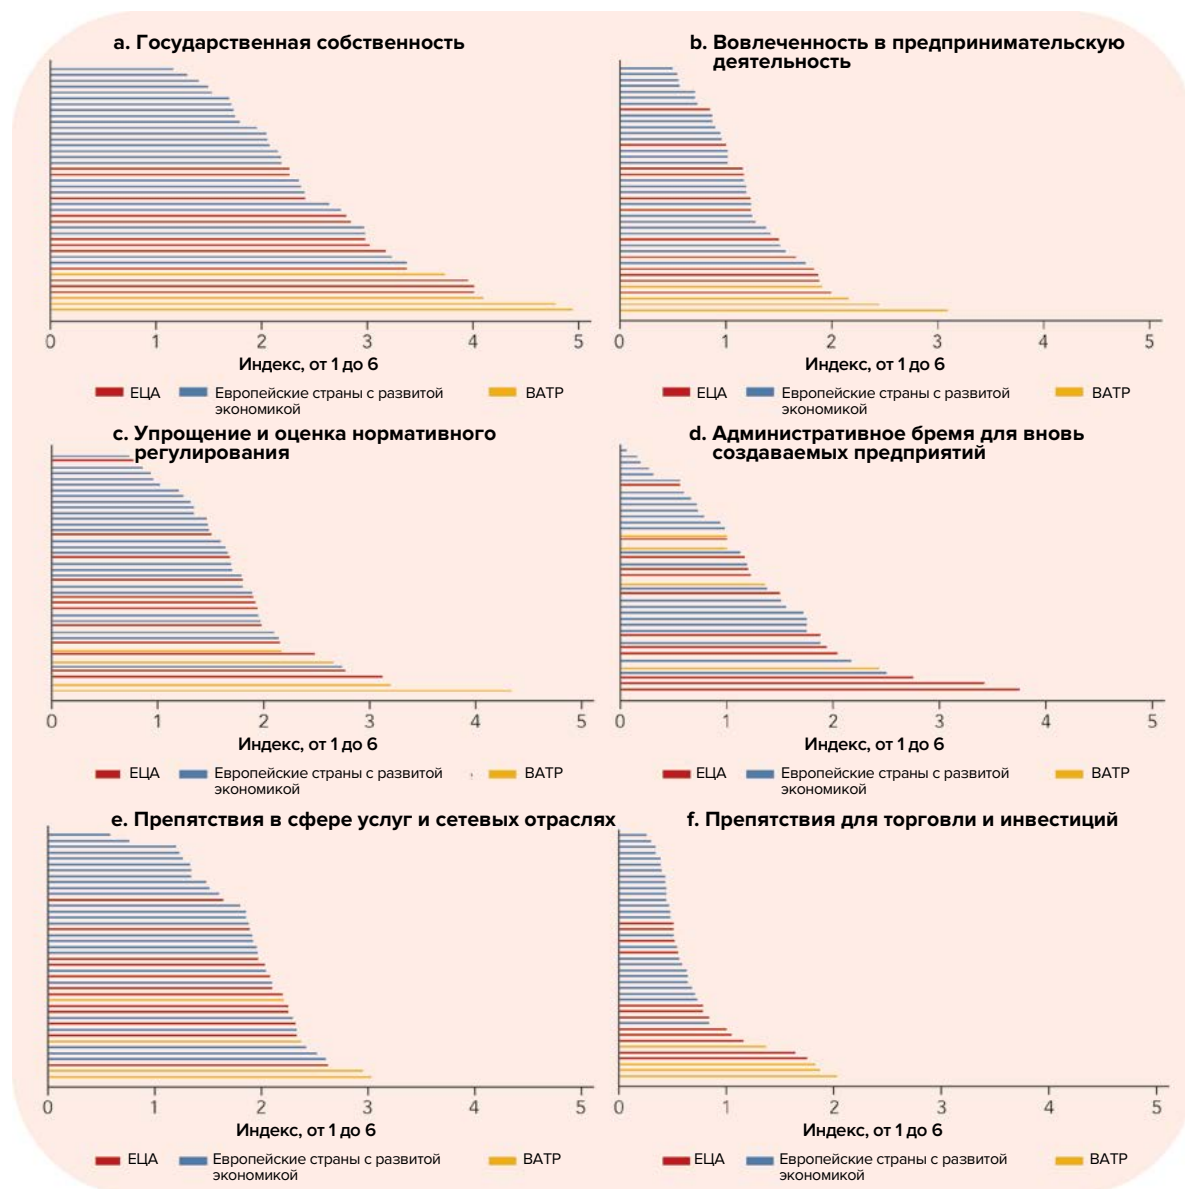 a. Государственная собственность
0 1 2 3 4 5
Индекс, от 1 до 6
ЕЦА Европейские страны с развитой экономикой ВАТР
b. Вовлеченность в предпринимательскую
деятельность
0 1 2 3 4 5
Индекс, от 1 до 6
ЕЦА Европейские страны с развитой
экономикой ВАТР
c. Упрощение и оценка нормативного
регулирования
0 1 2 3 4 5
Индекс, от 1 до 6
ЕЦА Европейские страны с развитой
экономикой ВАТР
d. Административное бремя для вновь
создаваемых предприятий
0 1 2 3 4 5
Индекс, от 1 до 6
ЕЦА Европейские страны с развитой
экономикой ВАТР
e. Препятствия в сфере услуг и сетевых отраслях
0 1 2 3 4 5
Индекс, от 1 до 6
ЕЦА Европейские страны с развитой
экономикой ВАТР
f. Препятствия для торговли и инвестиций
0 1 2 3 4 5
Индекс, от 1 до 6
ЕЦА Европейские страны с развитой
экономикой ВАТР